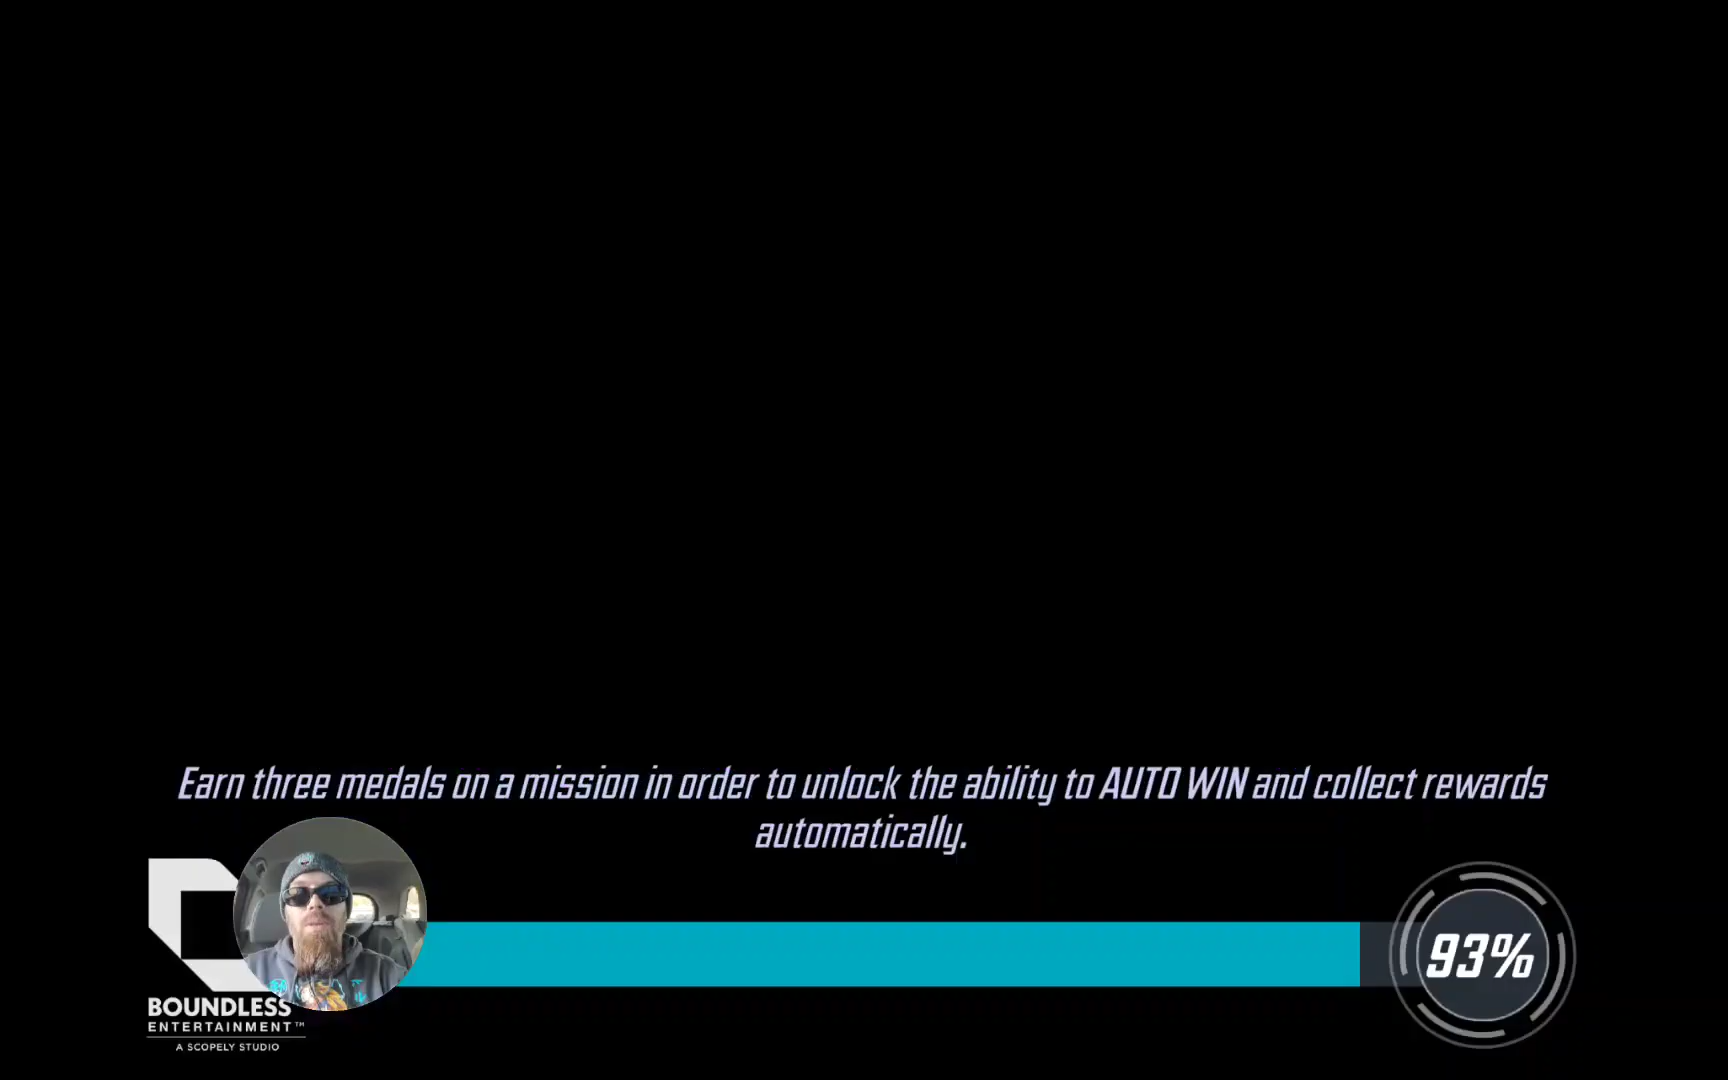 Earn three medals on a mission in order to unlock the ability to AUTO WIN and collect rewards
automatically.
93%
BOUNDLESS
ENTERTAINMENT™
A SCOPELY STUDIO